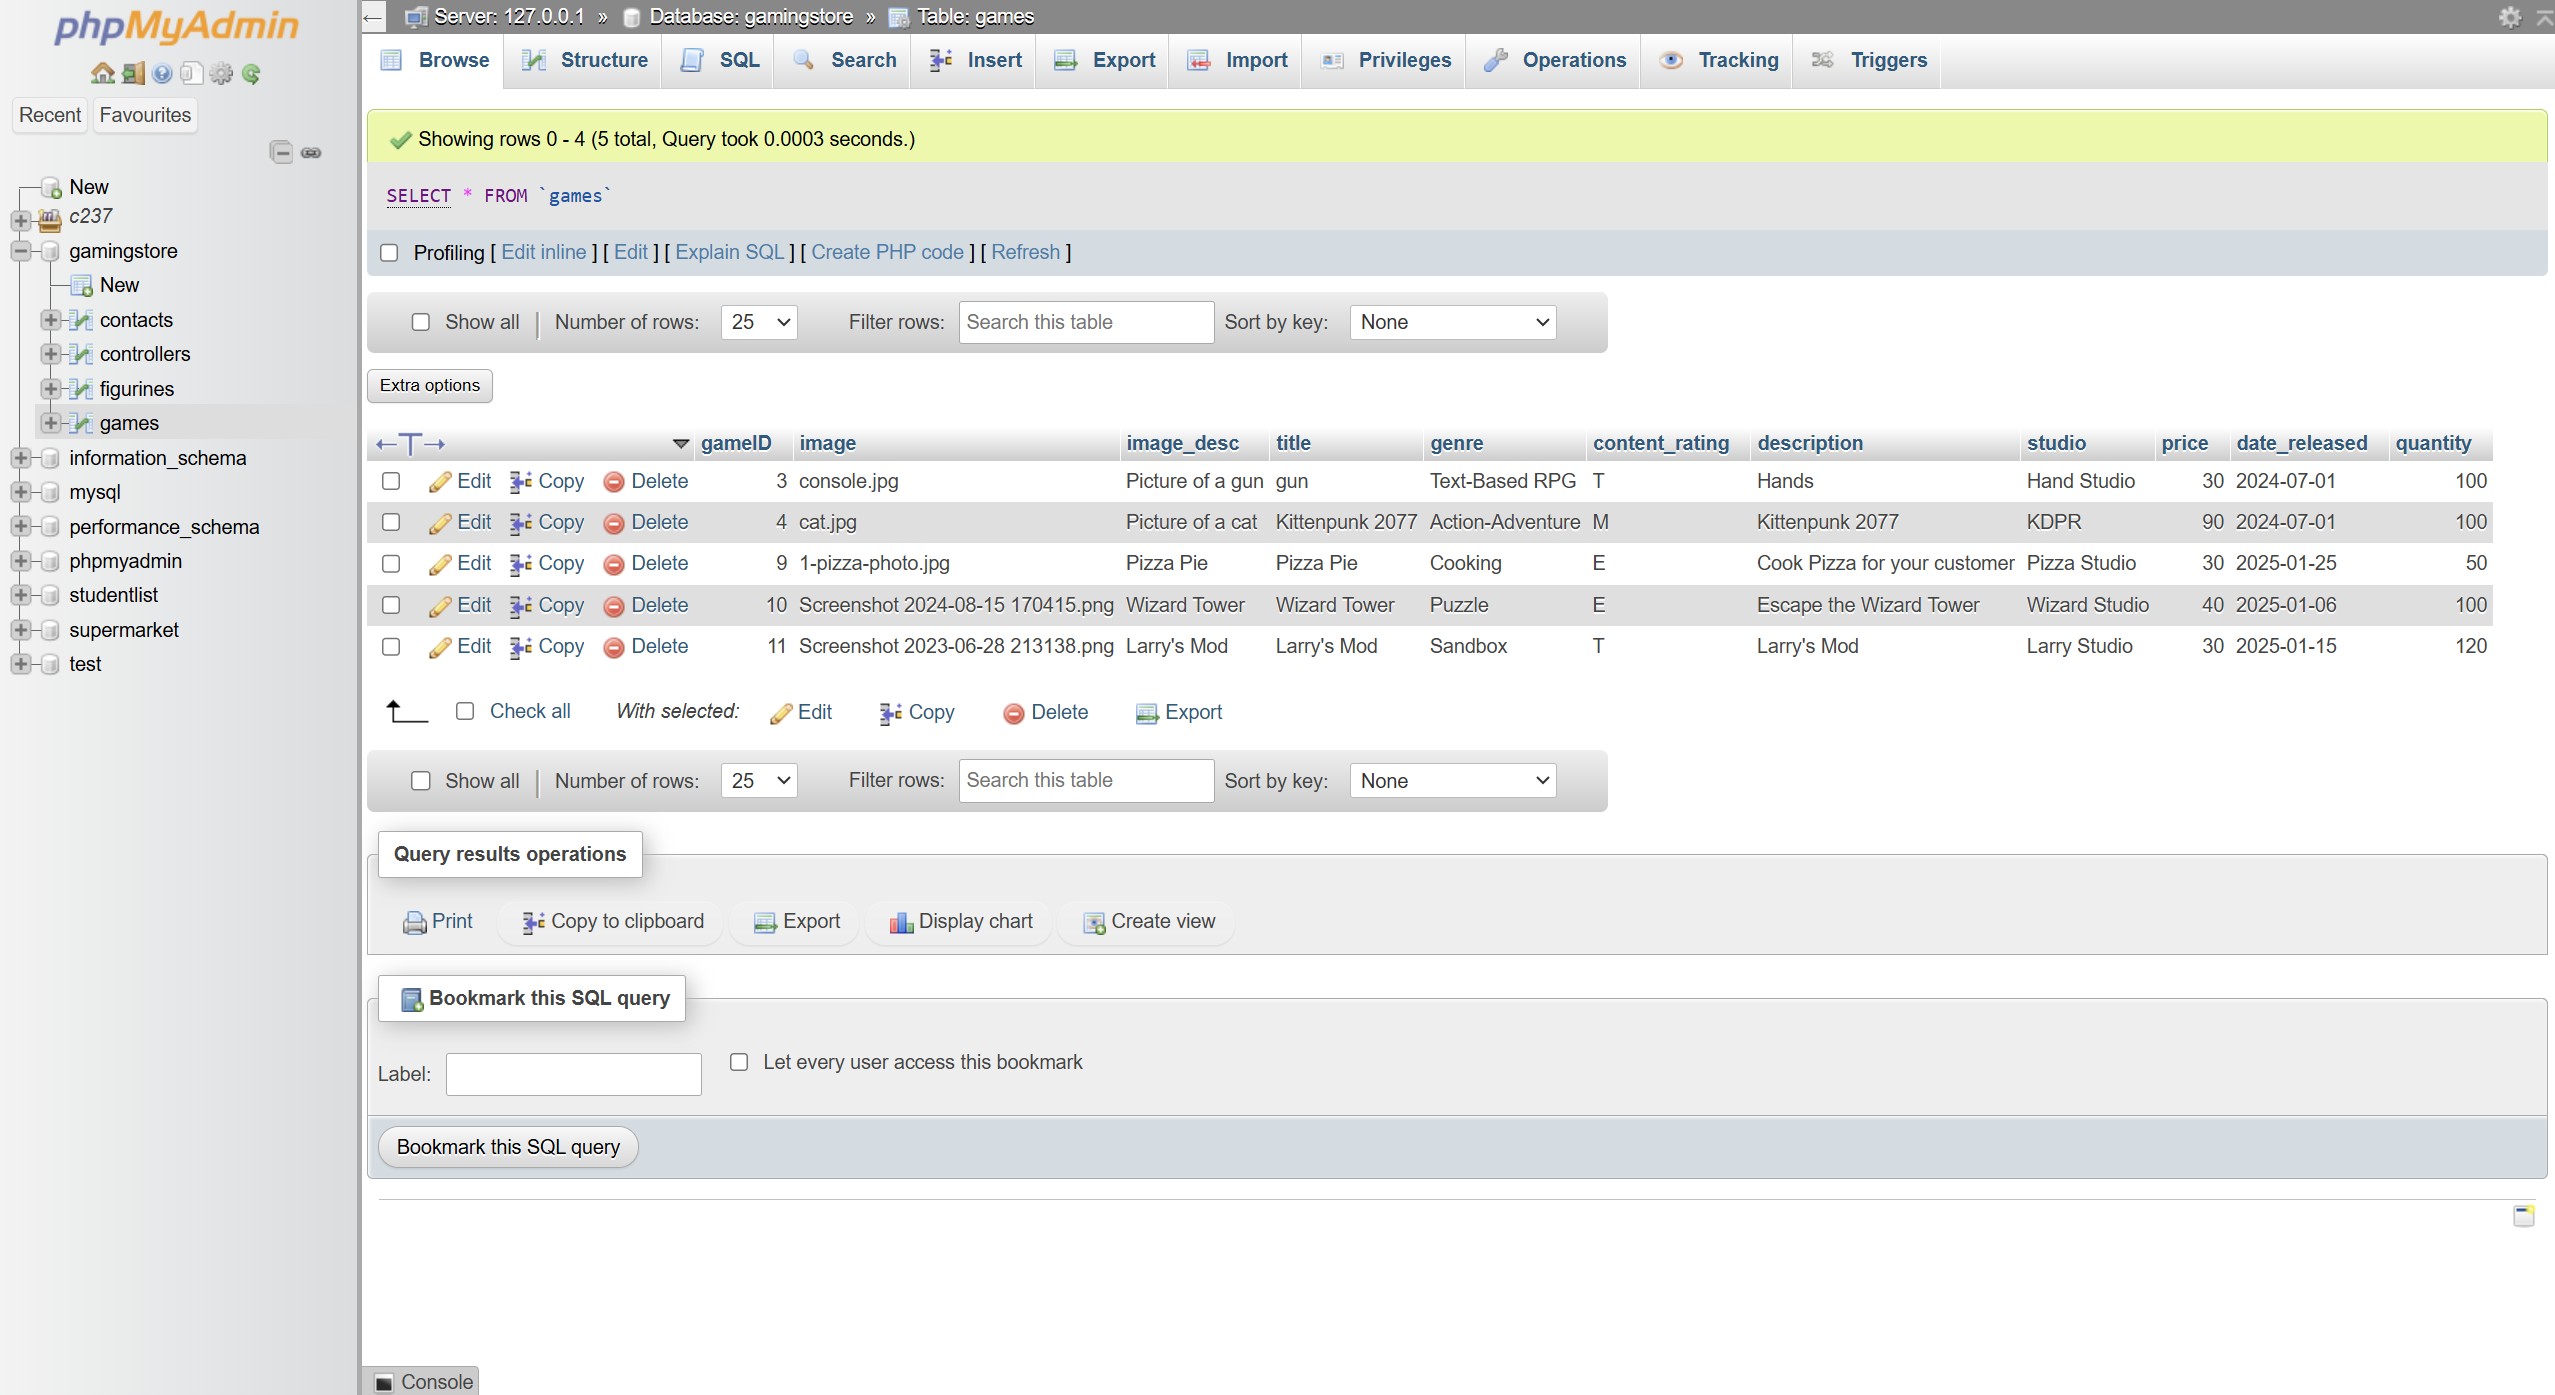 phpMyAdmin
Recent Favourites
New
c237
gamingstore
New
contacts
controllers
figurines
games
information_schema
mysql
performance_schema
phpmyadmin
studentlist
supermarket
test
Server: 127.0.0.1 » Database: gamingstore » Table: games
Browse Structure SQL Search Insert Export Import Privileges Operations Tracking Triggers
Showing rows 0 - 4 (5 total, Query took 0.0003 seconds.)
SELECT * FROM `games`
Profiling [ Edit inline ] [ Edit ] [ Explain SQL ] [ Create PHP code ] [ Refresh ]
Show all | Number of rows: 25 Filter rows: Search this table Sort by key: None
Extra options
gameID image image_desc title genre content_rating description studio price date_released quantity
Edit Copy Delete 3 console.jpg Picture of a gun gun Text-Based RPG T Hands Hand Studio 30 2024-07-01 100
Edit Copy Delete 4 cat.jpg Picture of a cat Kittenpunk 2077 Action-Adventure M Kittenpunk 2077 KDPR 90 2024-07-01 100
Edit Copy Delete 9 1-pizza-photo.jpg Pizza Pie Pizza Pie Cooking E Cook Pizza for your customer Pizza Studio 30 2025-01-25 50
Edit Copy Delete 10 Screenshot 2024-08-15 170415.png Wizard Tower Wizard Tower Puzzle E Escape the Wizard Tower Wizard Studio 40 2025-01-06 100
Edit Copy Delete 11 Screenshot 2023-06-28 213138.png Larry's Mod Larry's Mod Sandbox T Larry's Mod Larry Studio 30 2025-01-15 120
Check all With selected: Edit Copy Delete Export
Show all | Number of rows: 25 Filter rows: Search this table Sort by key: None
Query results operations
Print Copy to clipboard Export Display chart Create view
Bookmark this SQL query
Label: Let every user access this bookmark
Bookmark this SQL query
Console